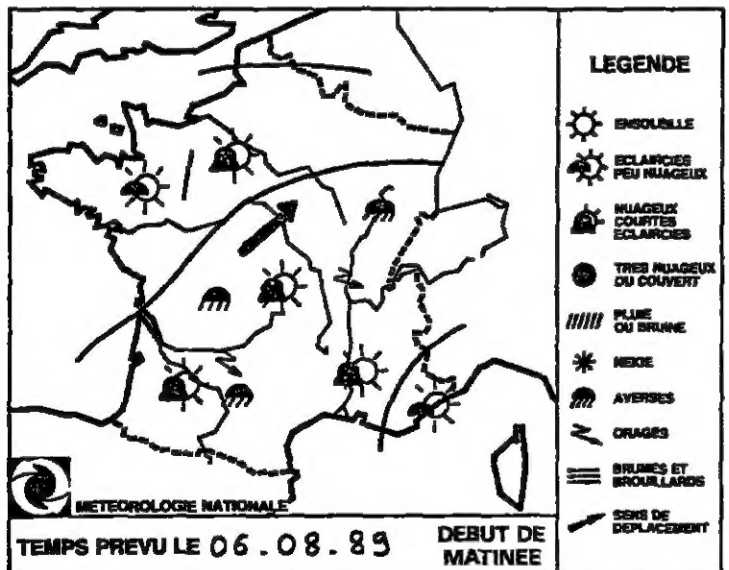 LEGENDE
ENSOLEILLE
ECLAIRCIES
PEU NUAGEUX
NUAGEUX
COURTES
ECLAIRCIES
TRES NUAGEUX
OU COUVERT
PLUIE
OU BRUINE
NEIGE
AVERSES
ORAGES
BRUMES ET
BROUILLARDS
SENS DE
DEPLACEMENT
METEOROLOGIE NATIONALE
TEMPS PREVU LE 06.08.89
DEBUT DE
MATINEE